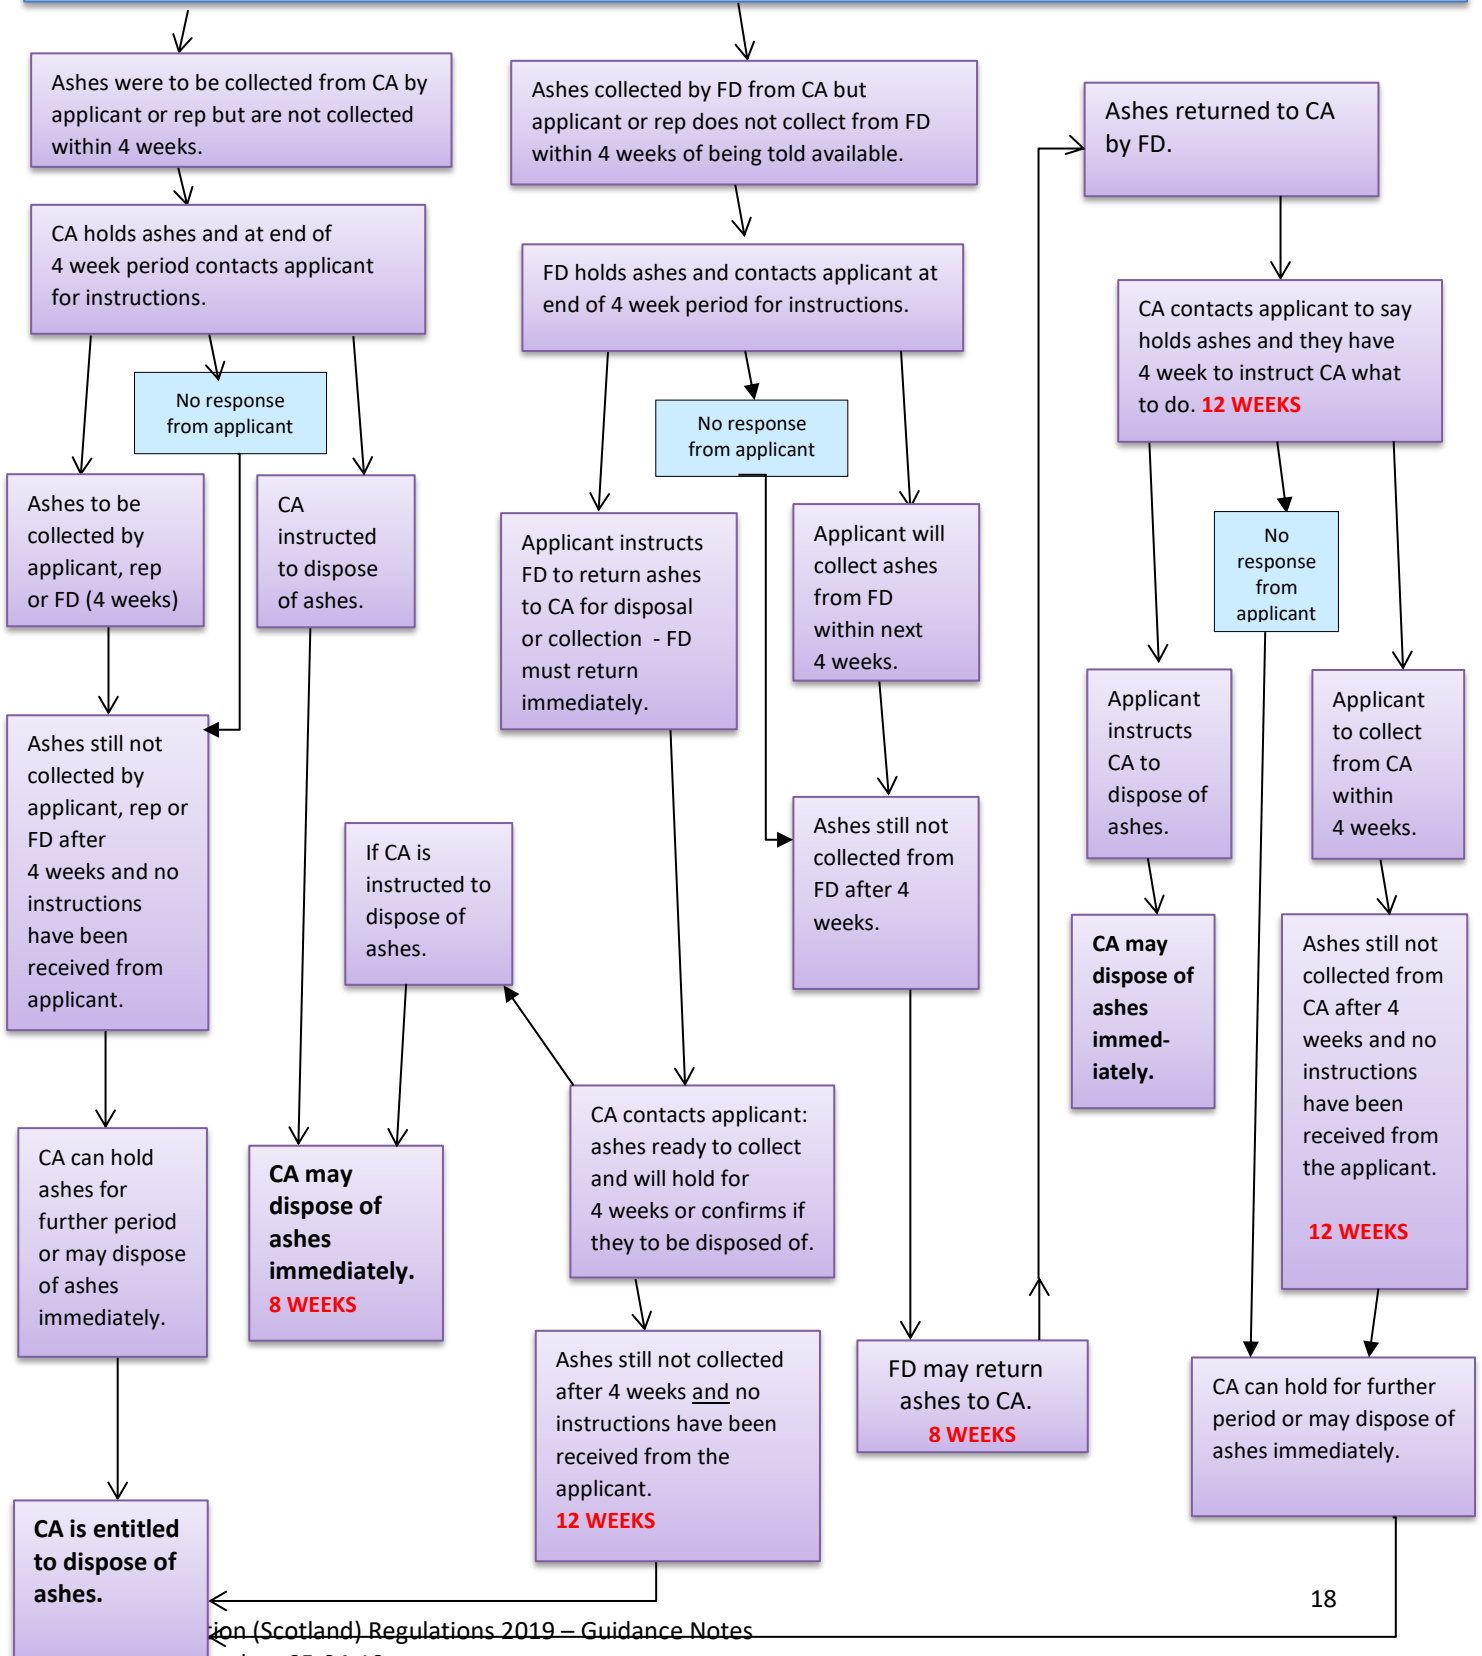 Ashes were to be collected from CA by
applicant or rep but are not collected
within 4 weeks.
Ashes collected by FD from CA but
applicant or rep does not collect from FD
within 4 weeks of being told available.
Ashes returned to CA
by FD.
CA holds ashes and at end of
4 week period contacts applicant
for instructions.
FD holds ashes and contacts applicant at
end of 4 week period for instructions.
CA contacts applicant to say
holds ashes and they have
4 week to instruct CA what
to do. 12 WEEKS
No response
from applicant
No response
from applicant
No
response
from
applicant
Ashes to be
collected by
applicant, rep
or FD (4 weeks)
CA
instructed
to dispose
of ashes.
Applicant instructs
FD to return ashes
to CA for disposal
or collection - FD
must return
immediately.
Applicant will
collect ashes
from FD
within next
4 weeks.
Applicant
instructs
CA to
dispose of
ashes.
Applicant
to collect
from CA
within
4 weeks.
Ashes still not
collected by
applicant, rep or
FD after
4 weeks and no
instructions
have been
received from
applicant.
If CA is
instructed to
dispose of
ashes.
Ashes still not
collected from
FD after 4
weeks.
CA may
dispose of
ashes
immed-
iately.
Ashes still not
collected from
CA after 4
weeks and no
instructions
have been
received from
the applicant.
12 WEEKS
CA can hold
ashes for
further period
or may dispose
of ashes
immediately.
CA may
dispose of
ashes
immediately.
8 WEEKS
CA contacts applicant:
ashes ready to collect
and will hold for
4 weeks or confirms if
they to be disposed of.
Ashes still not collected
after 4 weeks and no
instructions have been
received from the
applicant.
12 WEEKS
FD may return
ashes to CA.
8 WEEKS
CA can hold for further
period or may dispose of
ashes immediately.
CA is entitled
to dispose of
ashes.
18
(Scotland) Regulations 2019 – Guidance Notes